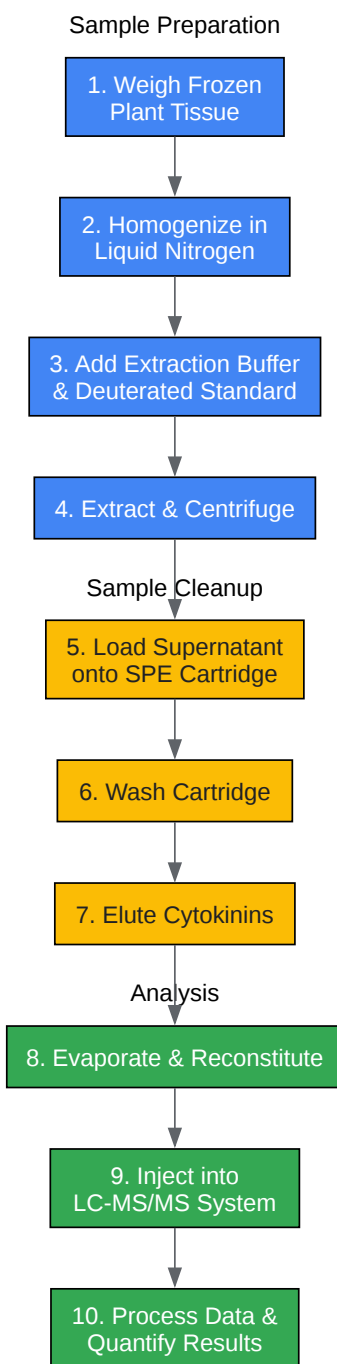 Sample Preparation
1. Weigh Frozen
Plant Tissue
2. Homogenize in
Liquid Nitrogen
3. Add Extraction Buffer
& Deuterated Standard
4. Extract & Centrifuge
Sample Cleanup
5. Load Supernatant
onto SPE Cartridge
6. Wash Cartridge
7. Elute Cytokinins
Analysis
8. Evaporate & Reconstitute
9. Inject into
LC-MS/MS System
10. Process Data &
Quantify Results